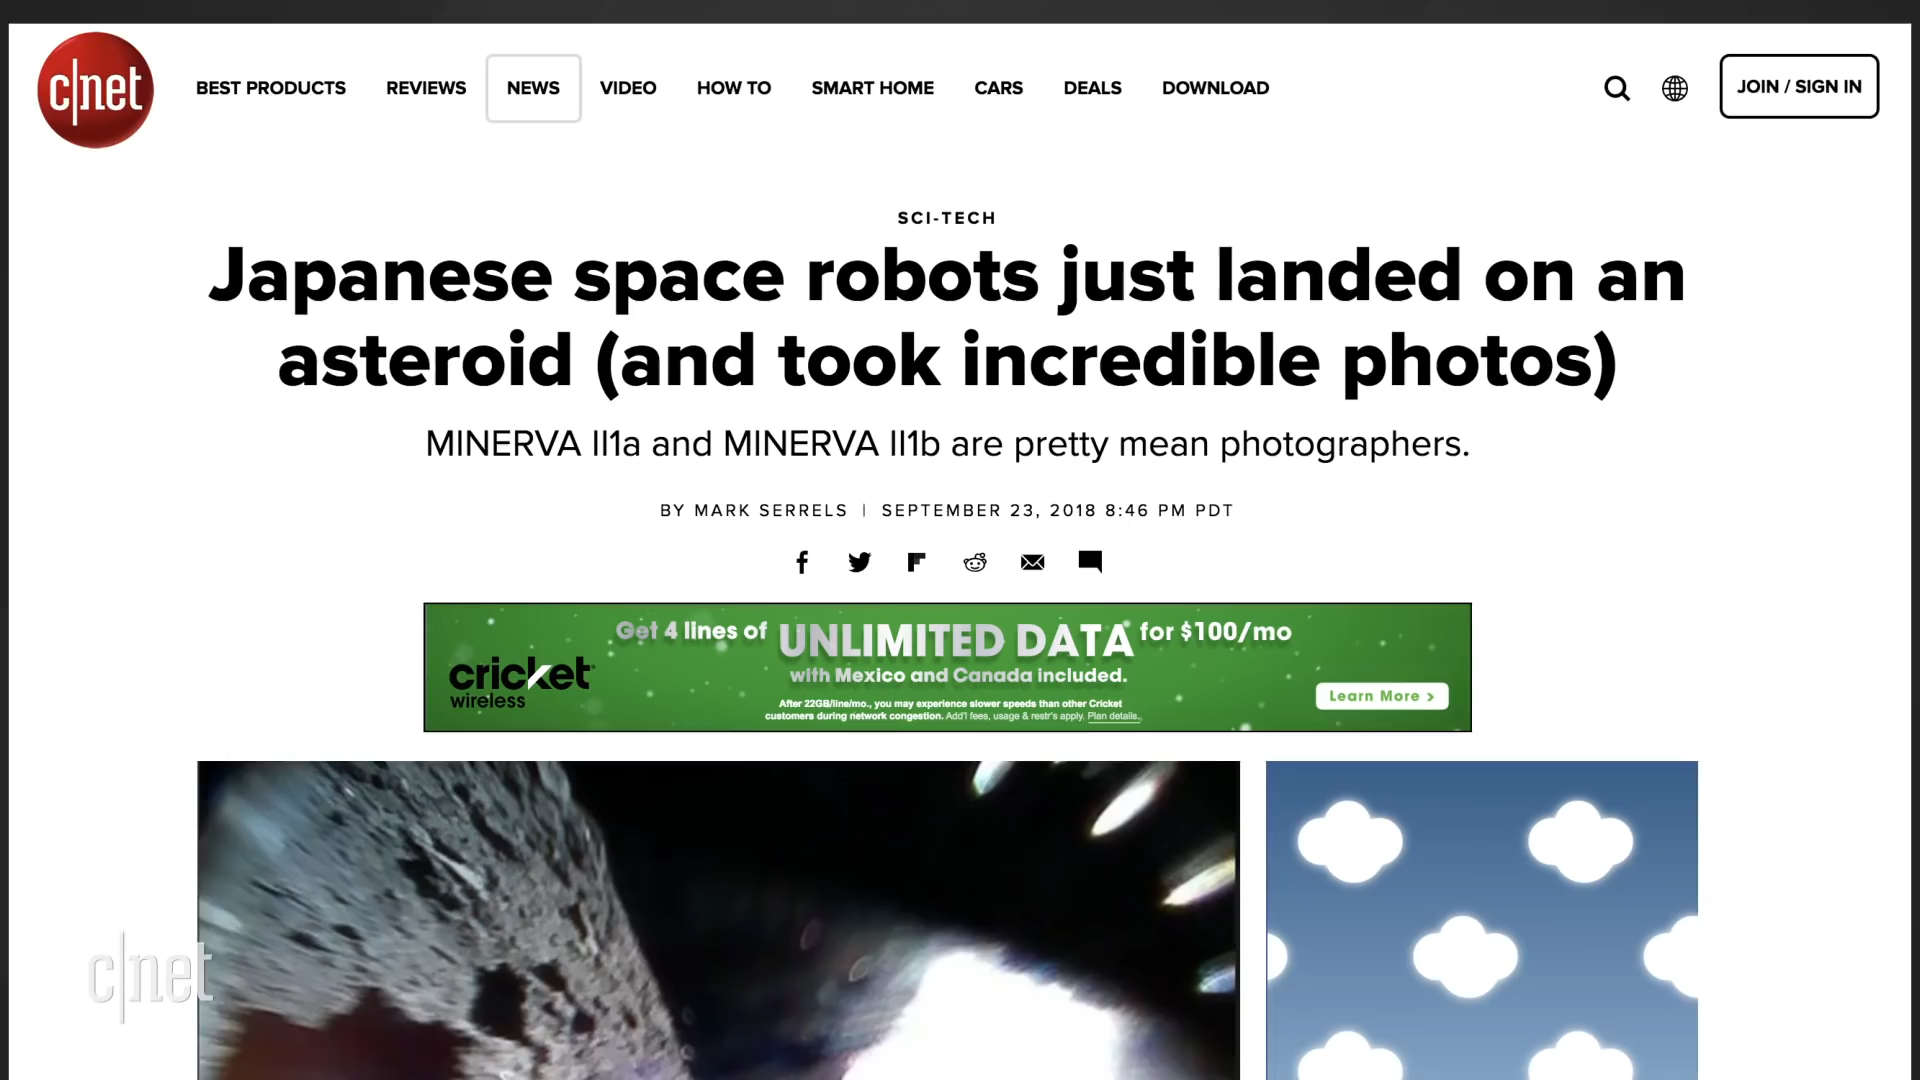 c|net
BEST PRODUCTS
REVIEWS
NEWS
VIDEO
HOW TO
SMART HOME
CARS
DEALS
DOWNLOAD
JOIN / SIGN IN
SCI-TECH
Japanese space robots just landed on an
asteroid (and took incredible photos)
MINERVA II1a and MINERVA II1b are pretty mean photographers.
BY MARK SERRELS | SEPTEMBER 23, 2018 8:46 PM PDT
Get 4 lines of UNLIMITED DATA for $100/mo
with Mexico and Canada included.
cricket
wireless
After 22GB/line/mo., you may experience slower speeds than other Cricket
customers during network congestion. Add'l fees, usage & restr's apply. Plan details.
Learn More >
c|net